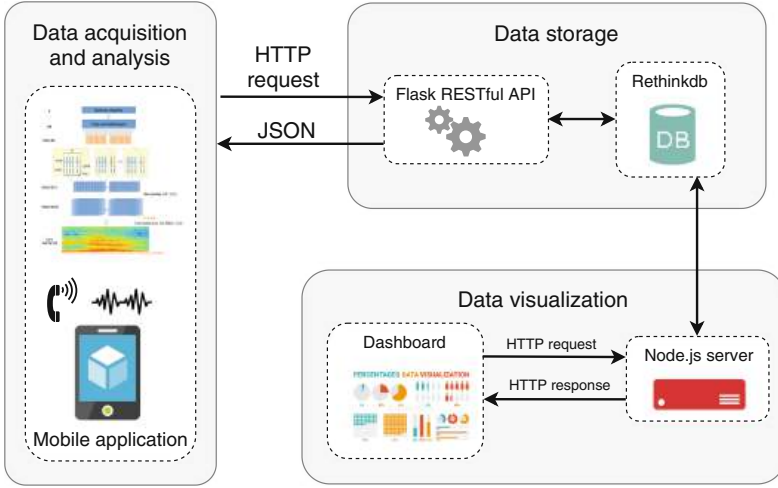 Data acquisition
and analysis
Mobile application
HTTP
request
JSON
Data storage
Flask RESTful API
Rethinkdb
DB
Data visualization
Dashboard
PERCENTAGES DATA VISUALIZATION
HTTP request
HTTP response
Node.js server